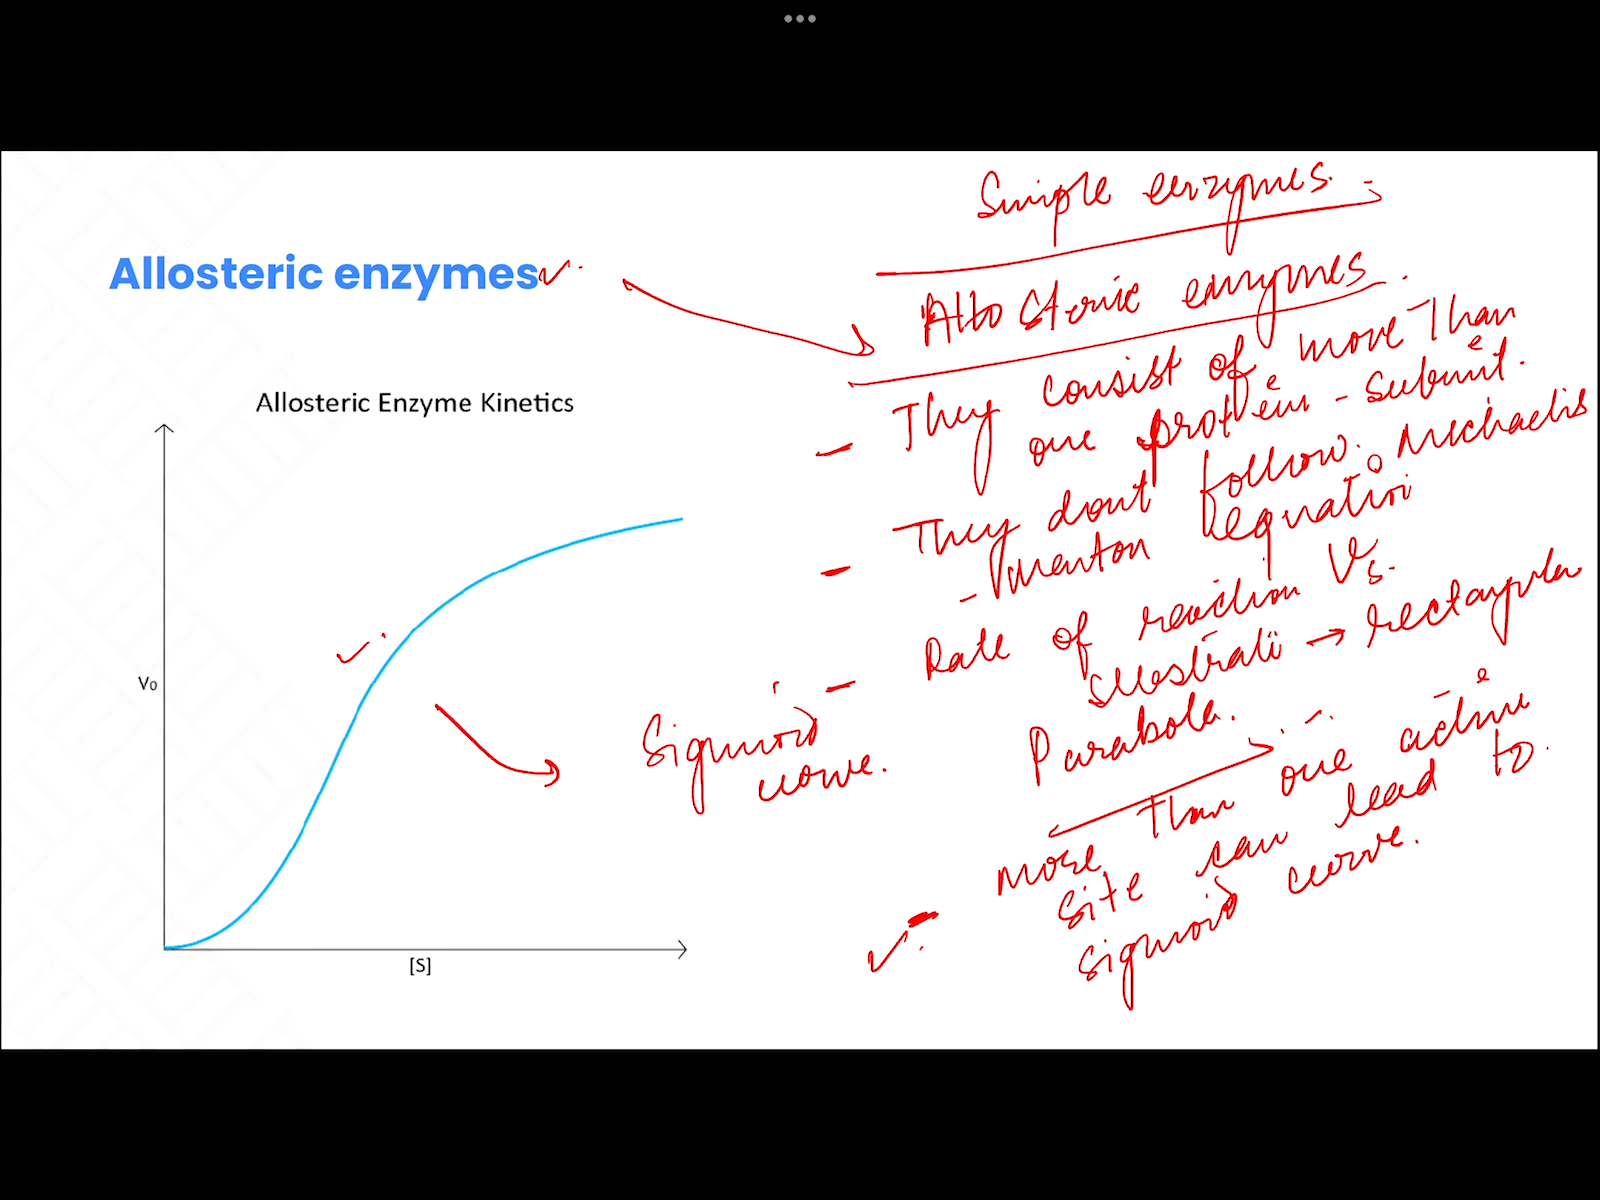 Simple enzymes.
Allosteric enzymes✓.
Allosteric enzymes.
Allosteric Enzyme Kinetics
- They consist of more than
one protein - subunit.
- They dont follow. Michaelis
- menton equation
- Rate of reaction Vs.
substrate → rectangular
Parabola.
Sigmoid
curve.
V₀
more than one active
site can lead to.
sigmoid curve.
[S]